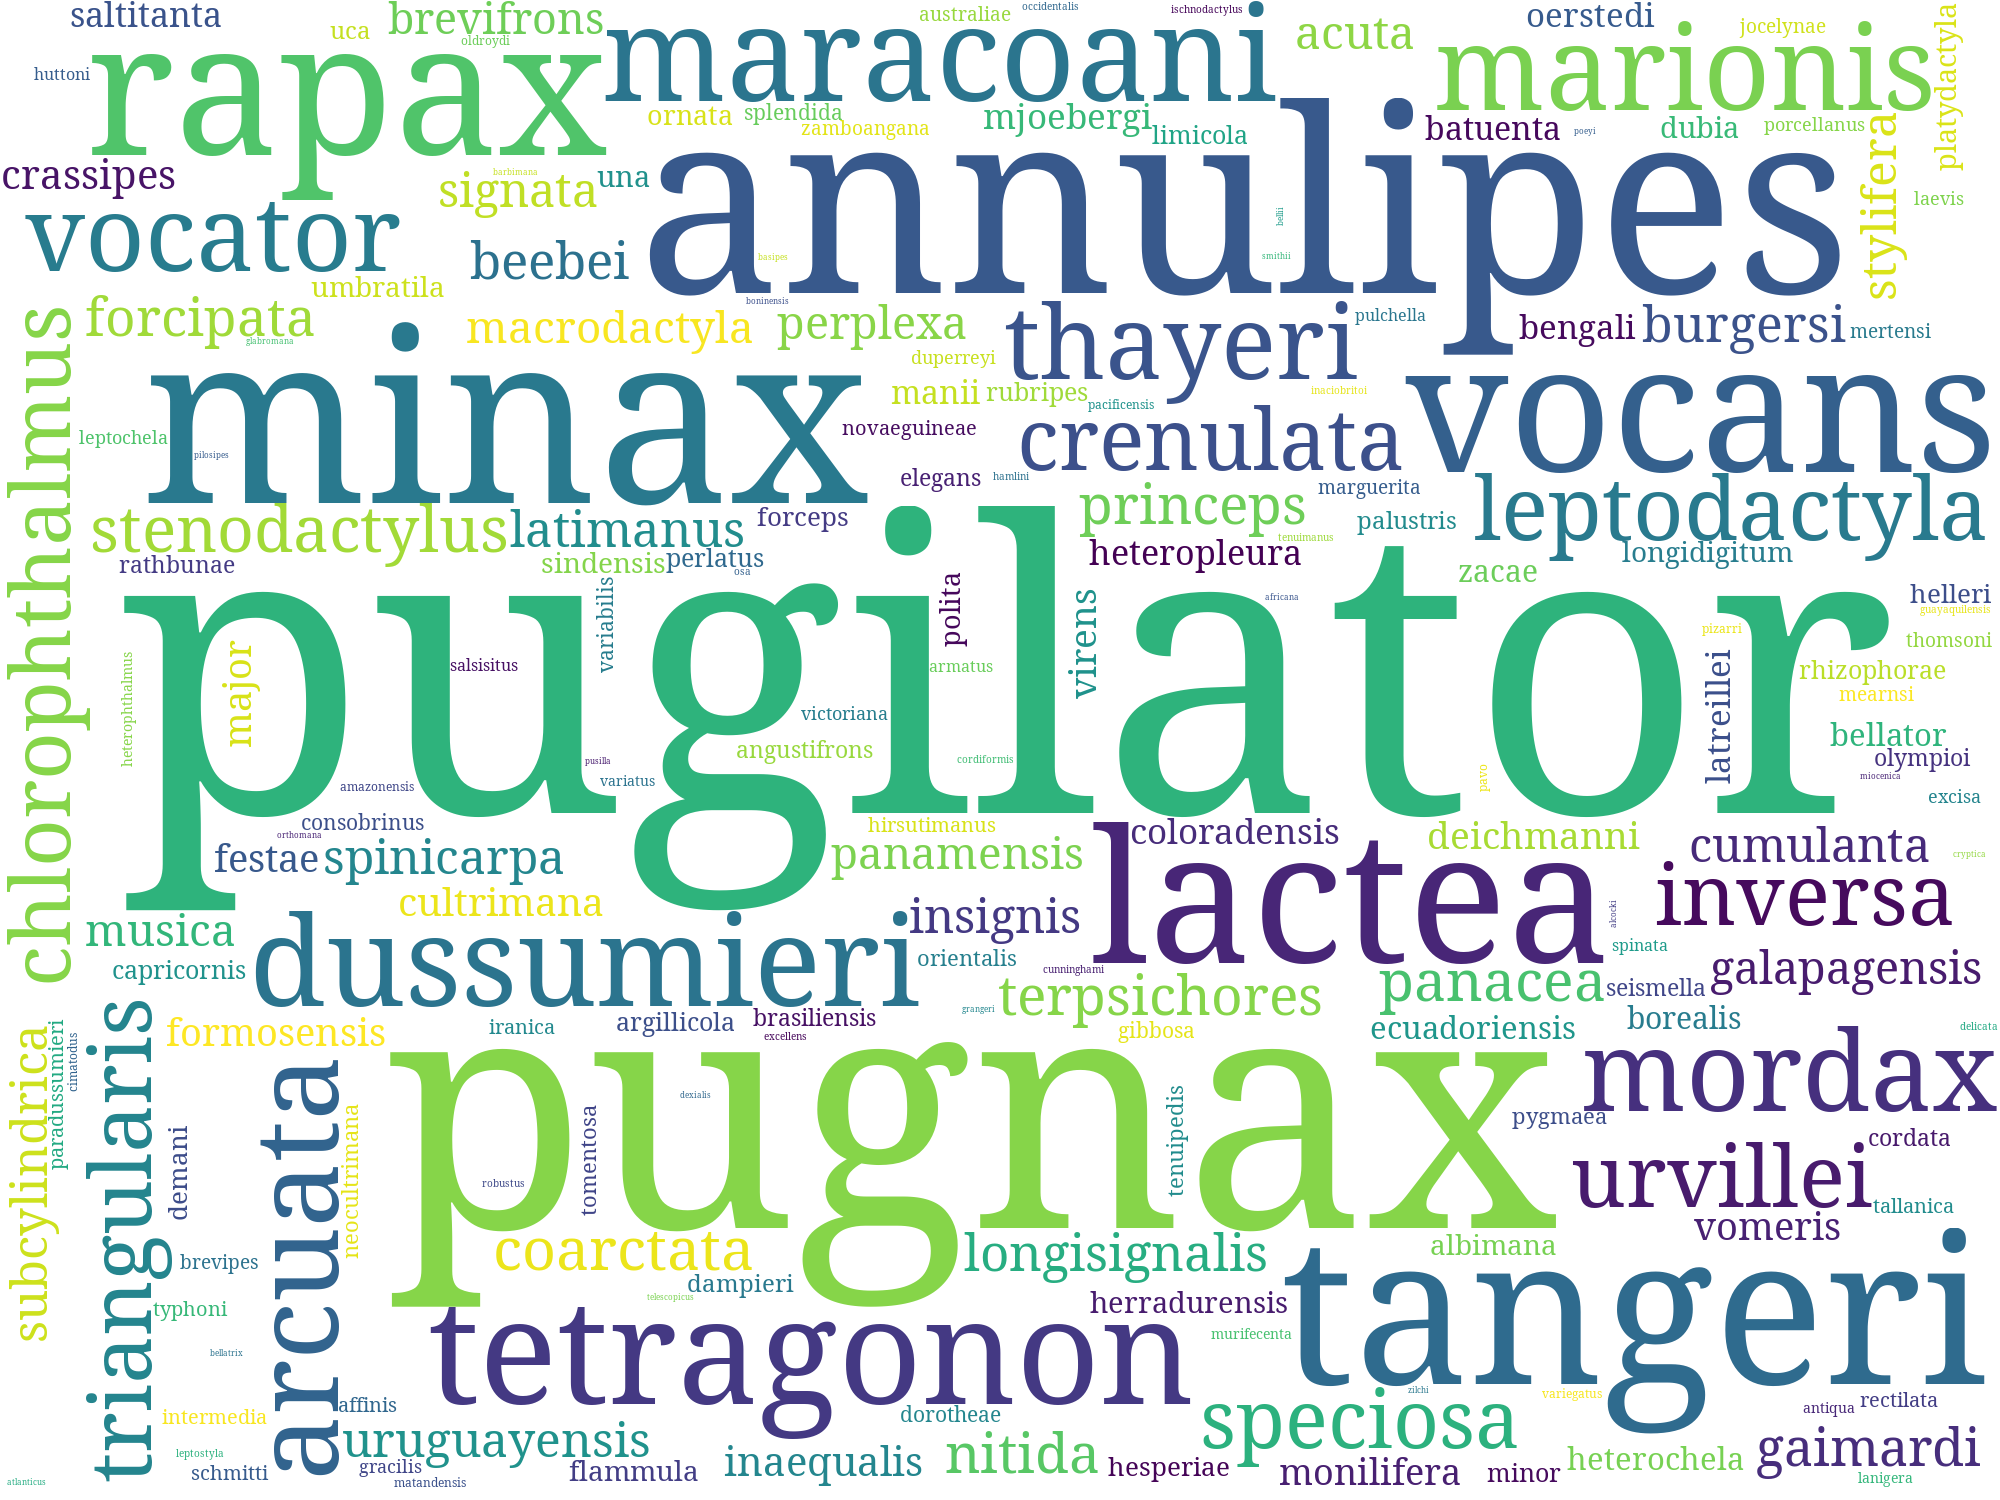 saltitanta
uca
brevifrons
oldroydi
australiae
occidentalis
ischnodactylus
acuta
oerstedi
jocelynae
platydactyla
huttoni
rapax
maracoani
marionis
ornata
splendida
zamboangana
mjoebergi
limicola
batuenta
poeyi
dubia
porcellanus
stylifera
crassipes
barbimana
signata
una
annulipes
laevis
vocator
beebei
bellii
basipes
smithii
umbratila
boninensis
forcipata
glabromana
macrodactyla
perplexa
thayeri
pulchella
bengali
burgersi
mertensi
chlorophthalmus
minax
duperreyi
manii
rubripes
pacificensis
inaciobritoi
vocans
leptochela
pilosipes
novaeguineae
crenulata
elegans
hamlini
princeps
marguerita
leptodactyla
stenodactylus
latimanus
forceps
palustris
tenuimanus
rathbunae
sindensis
perlatus
osa
heteropleura
longidigitum
zacae
pugilator
variabilis
polita
virens
africana
helleri
guayaquilensis
thomsoni
heterophthalmus
major
salsisitus
armatus
pizarri
latreillei
rhizophorae
mearnsi
victoriana
angustifrons
cordiformis
bellator
olympioi
miocenica
pusilla
variatus
amazonensis
pavo
excisa
consobrinus
orthomana
hirsutimanus
coloradensis
deichmanni
cumulanta
cryptica
festae
spinicarpa
panamensis
lactea
inversa
cultrimana
musica
insignis
alcocki
spinata
capricornis
dussumieri
orientalis
cunninghami
panacea
seismella
galapagensis
grangeri
terpsichores
formosensis
iranica
argillicola
brasiliensis
excellens
gibbosa
ecuadoriensis
borealis
delicata
subcylindrica
paradussumieri
cimatodus
triangularis
arcuata
pugnax
mordax
dexialis
tenuipedis
pygmaea
cordata
demani
neocultrimana
tomentosa
robustus
urvillei
tallanica
vomeris
brevipes
coarctata
longisignalis
albimana
tangeri
dampieri
telescopicus
herradurensis
typhoni
tetragonon
murifecenta
bellatrix
zilchi
variegatus
antiqua
rectilata
intermedia
affinis
dorotheae
speciosa
leptostyla
uruguayensis
schmitti
gracilis
matandensis
flammula
inaequalis
nitida
hesperiae
monilifera
minor
heterochela
gaimardi
lanigera
atlanticus